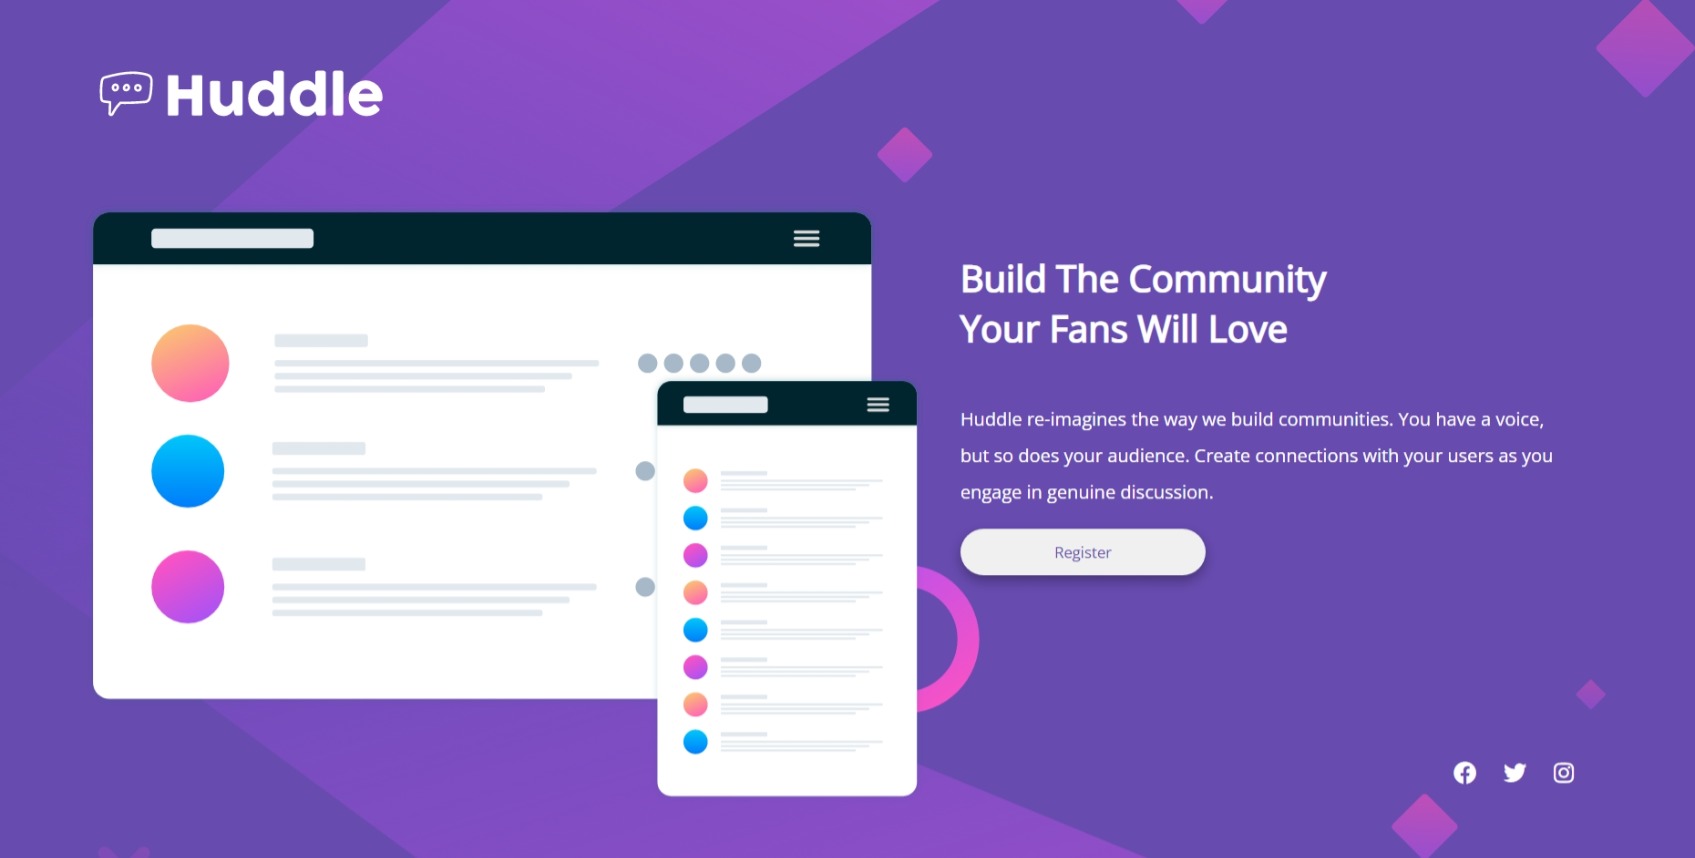 Huddle
Build The Community
Your Fans Will Love
Huddle re-imagines the way we build communities. You have a voice,
but so does your audience. Create connections with your users as you
engage in genuine discussion.
Register